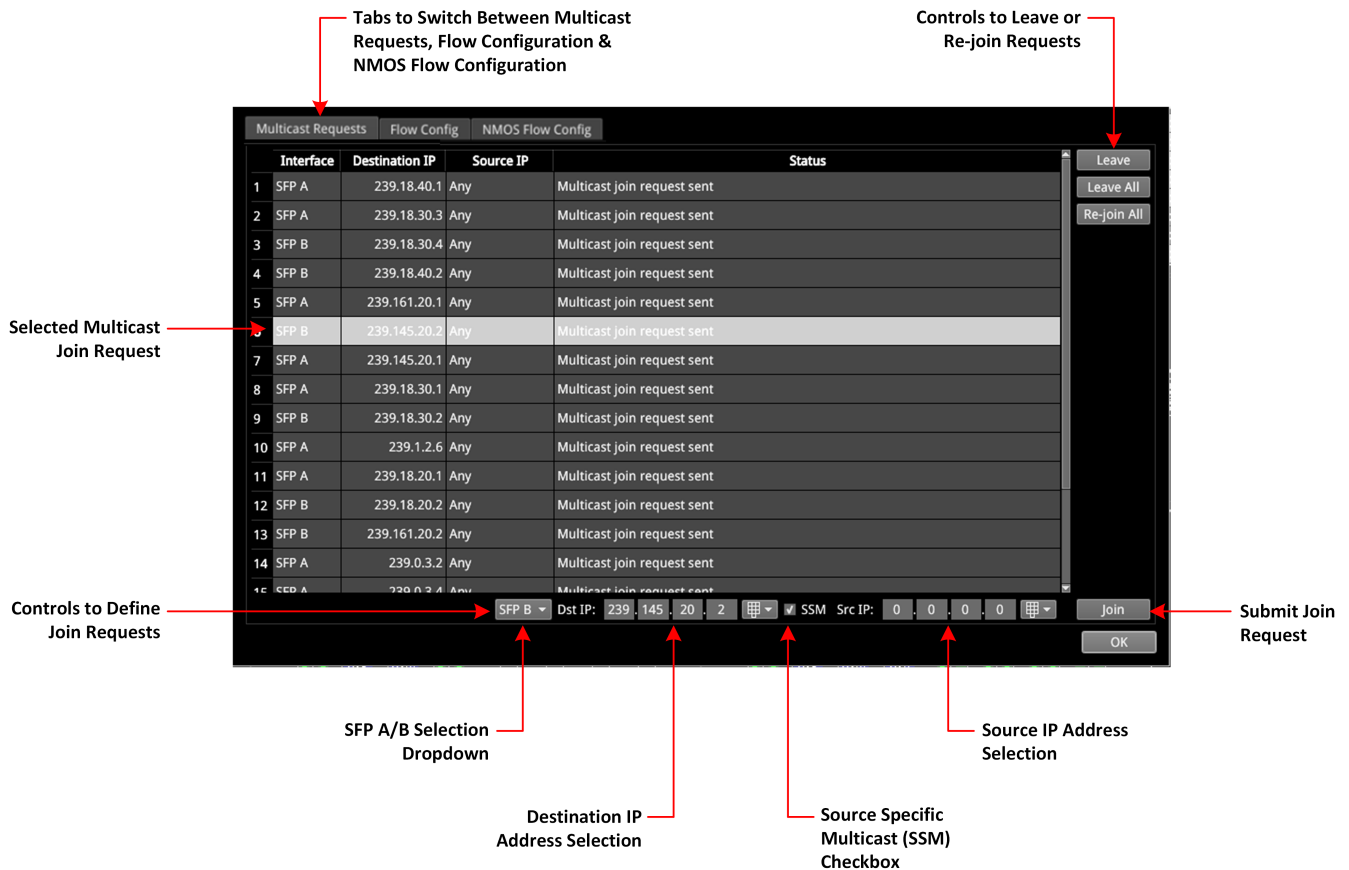 Tabs to Switch Between Multicast
Requests, Flow Configuration &
NMOS Flow Configuration
Controls to Leave or
Re-join Requests
Multicast Requests Flow Config NMOS Flow Config
Interface Destination IP Source IP Status
Leave
Leave All
Re-join All
1 SFP A 239.18.40.1 Any Multicast join request sent
2 SFP A 239.18.30.3 Any Multicast join request sent
3 SFP B 239.18.30.4 Any Multicast join request sent
4 SFP B 239.18.40.2 Any Multicast join request sent
5 SFP A 239.161.20.1 Any Multicast join request sent
6 SFP B 239.145.20.2 Any Multicast join request sent
7 SFP A 239.145.20.1 Any Multicast join request sent
8 SFP A 239.18.30.1 Any Multicast join request sent
9 SFP B 239.18.30.2 Any Multicast join request sent
10 SFP A 239.1.2.6 Any Multicast join request sent
11 SFP A 239.18.20.1 Any Multicast join request sent
12 SFP B 239.18.20.2 Any Multicast join request sent
13 SFP B 239.161.20.2 Any Multicast join request sent
14 SFP A 239.0.3.2 Any Multicast join request sent
15 SFP A 239.0.3.4 Any Multicast join request sent
Selected Multicast
Join Request
Controls to Define
Join Requests
SFP B Dst IP: 239 . 145 . 20 . 2 SSM Src IP: 0 . 0 . 0 . 0 Join
OK
Submit Join
Request
SFP A/B Selection
Dropdown
Source IP Address
Selection
Destination IP
Address Selection
Source Specific
Multicast (SSM)
Checkbox